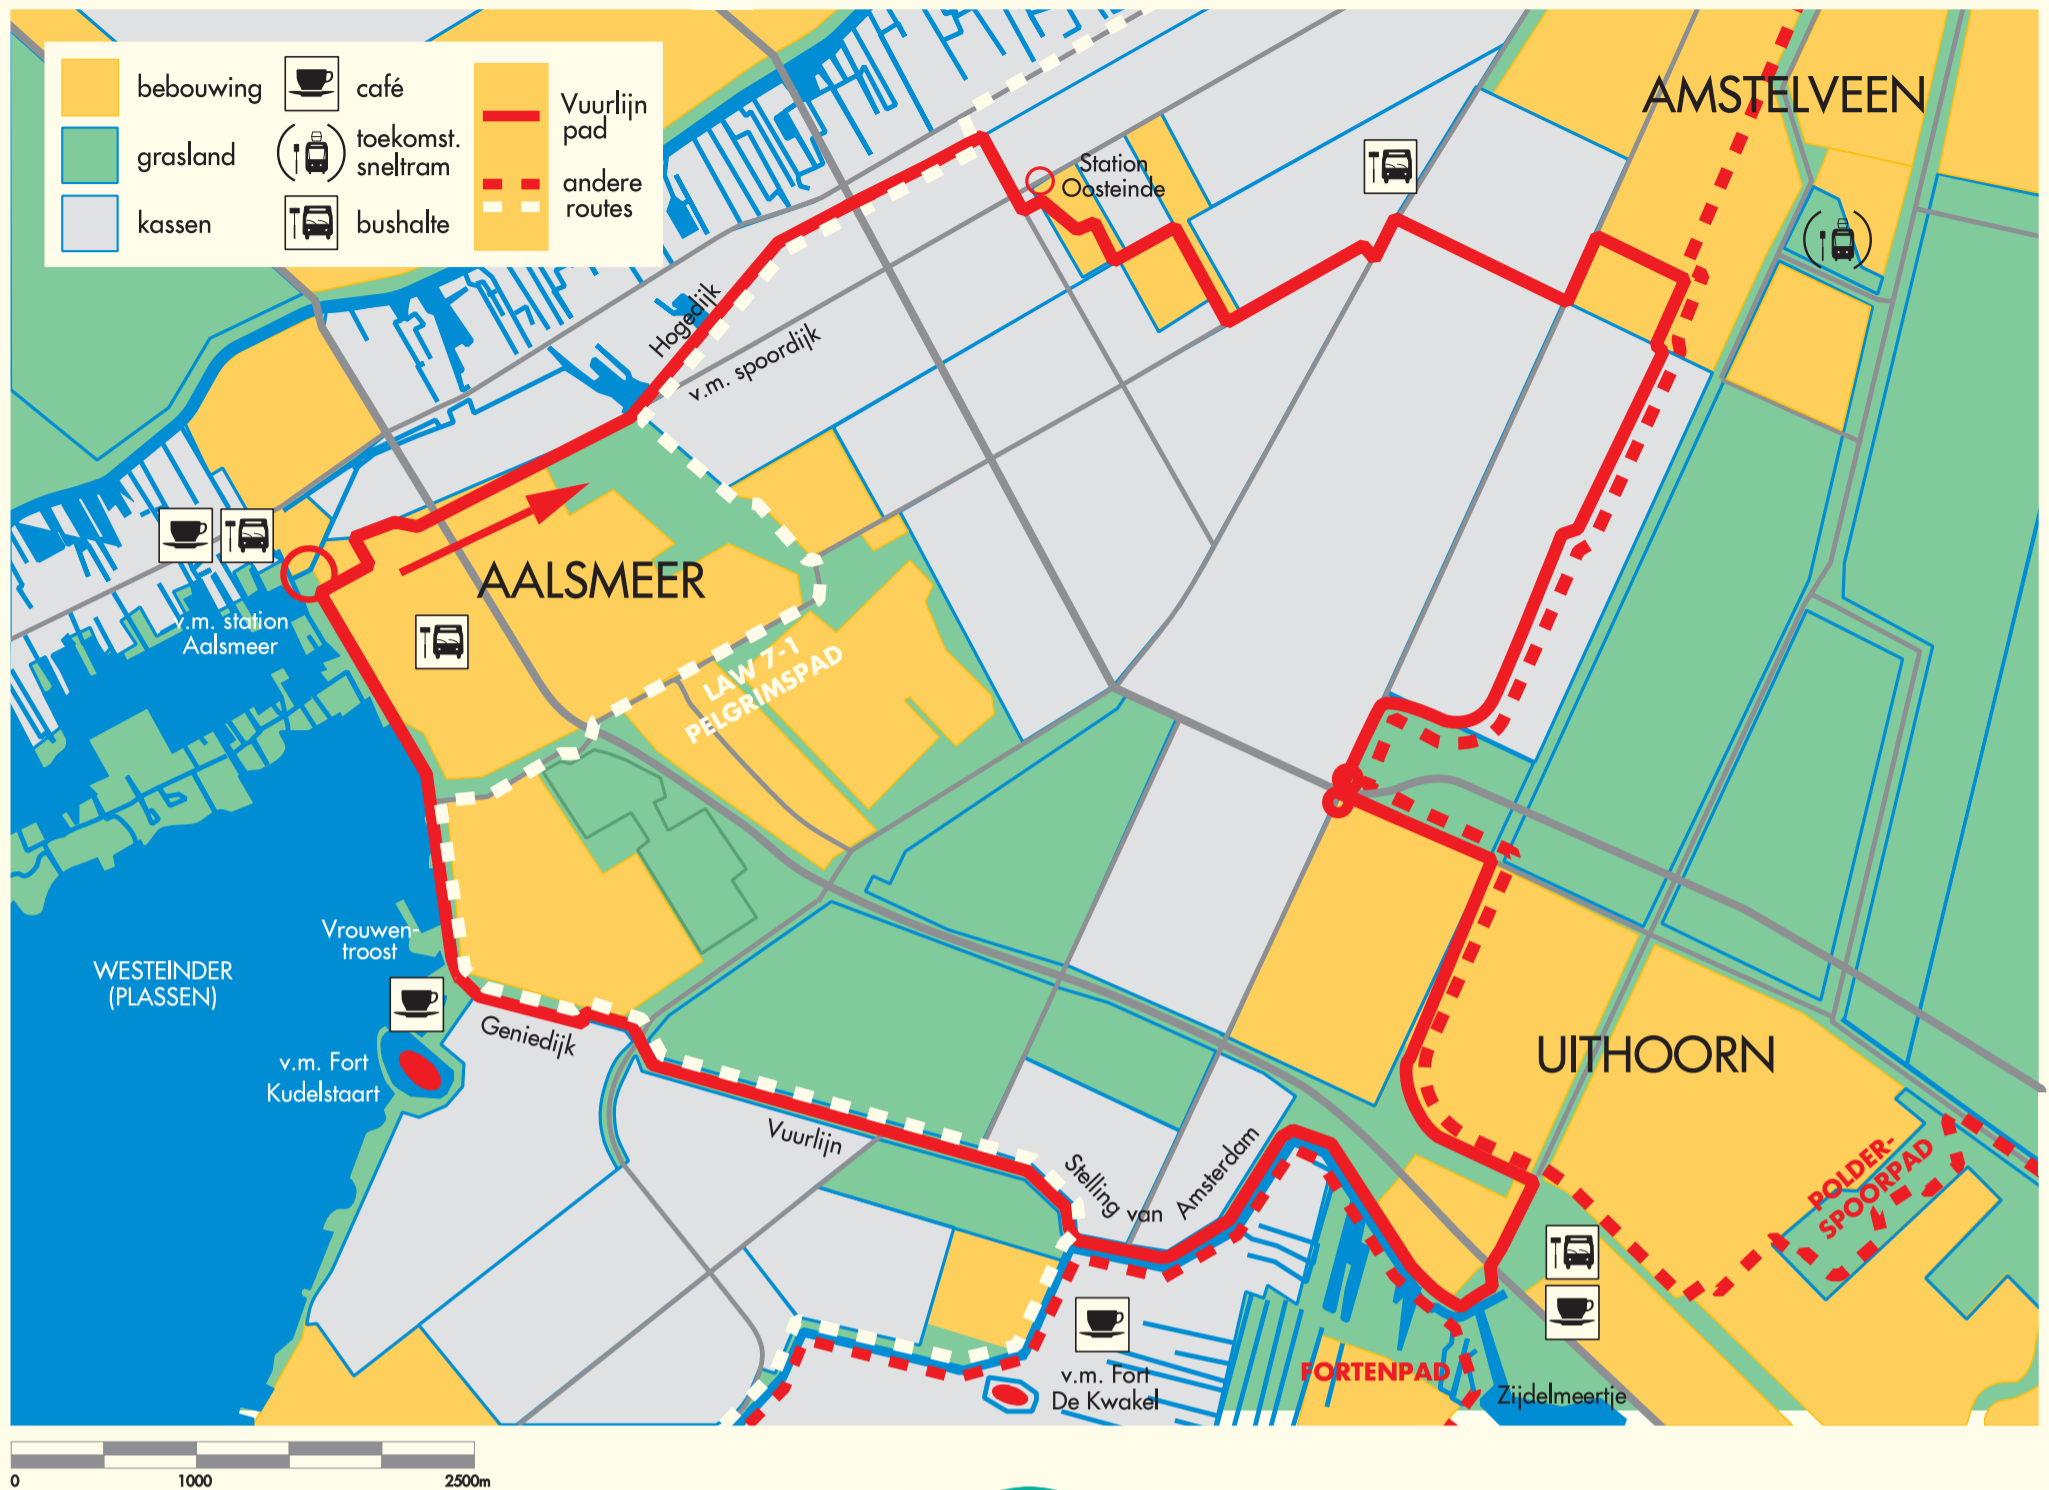 bebouwing
grasland
kassen
café
toekomst.
sneltram
bushalte
Vuurlijn
pad
andere
routes
AMSTELVEEN
Station
Oosteinde
Hogedijk
v.m. spoordijk
AALSMEER
v.m. station
Aalsmeer
LAW 7-1
PELGRIMSPAD
Vrouwen-
troost
WESTEINDER
(PLASSEN)
Geniedijk
v.m. Fort
Kudelstaart
UITHOORN
Vuurlijn
Stelling van Amsterdam
POLDER-
SPOORPAD
v.m. Fort
De Kwakel
FORTENPAD
Zijdelmeertje
0 1000 2500m